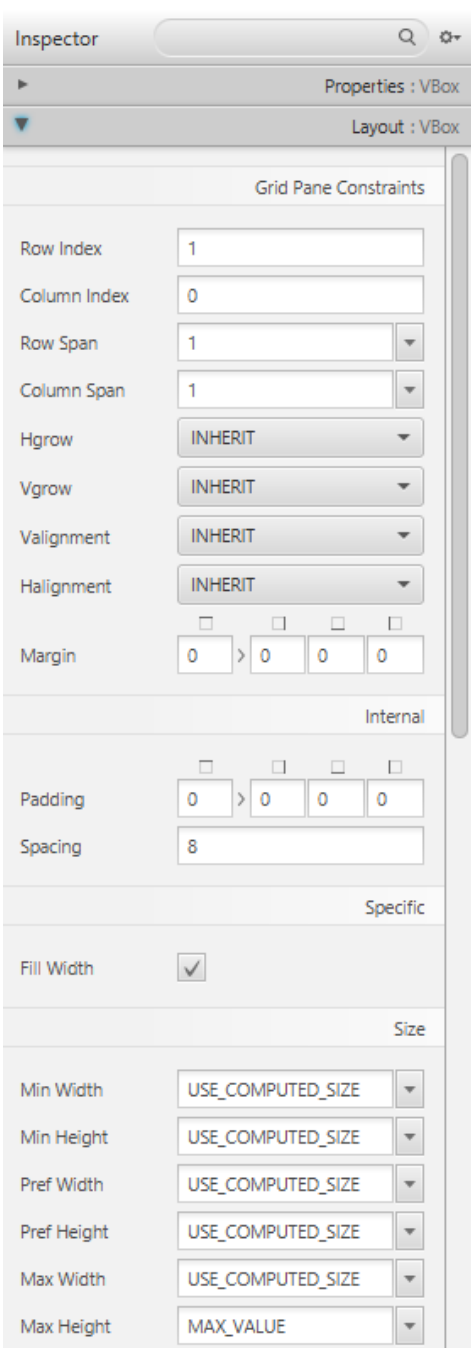 Inspector
Properties : VBox
Layout : VBox
Grid Pane Constraints
Row Index 1
Column Index 0
Row Span 1
Column Span 1
Hgrow INHERIT
Vgrow INHERIT
Valignment INHERIT
Halignment INHERIT
Margin 0 > 0 0 0
Internal
Padding 0 > 0 0 0
Spacing 8
Specific
Fill Width
Size
Min Width USE_COMPUTED_SIZE
Min Height USE_COMPUTED_SIZE
Pref Width USE_COMPUTED_SIZE
Pref Height USE_COMPUTED_SIZE
Max Width USE_COMPUTED_SIZE
Max Height MAX_VALUE